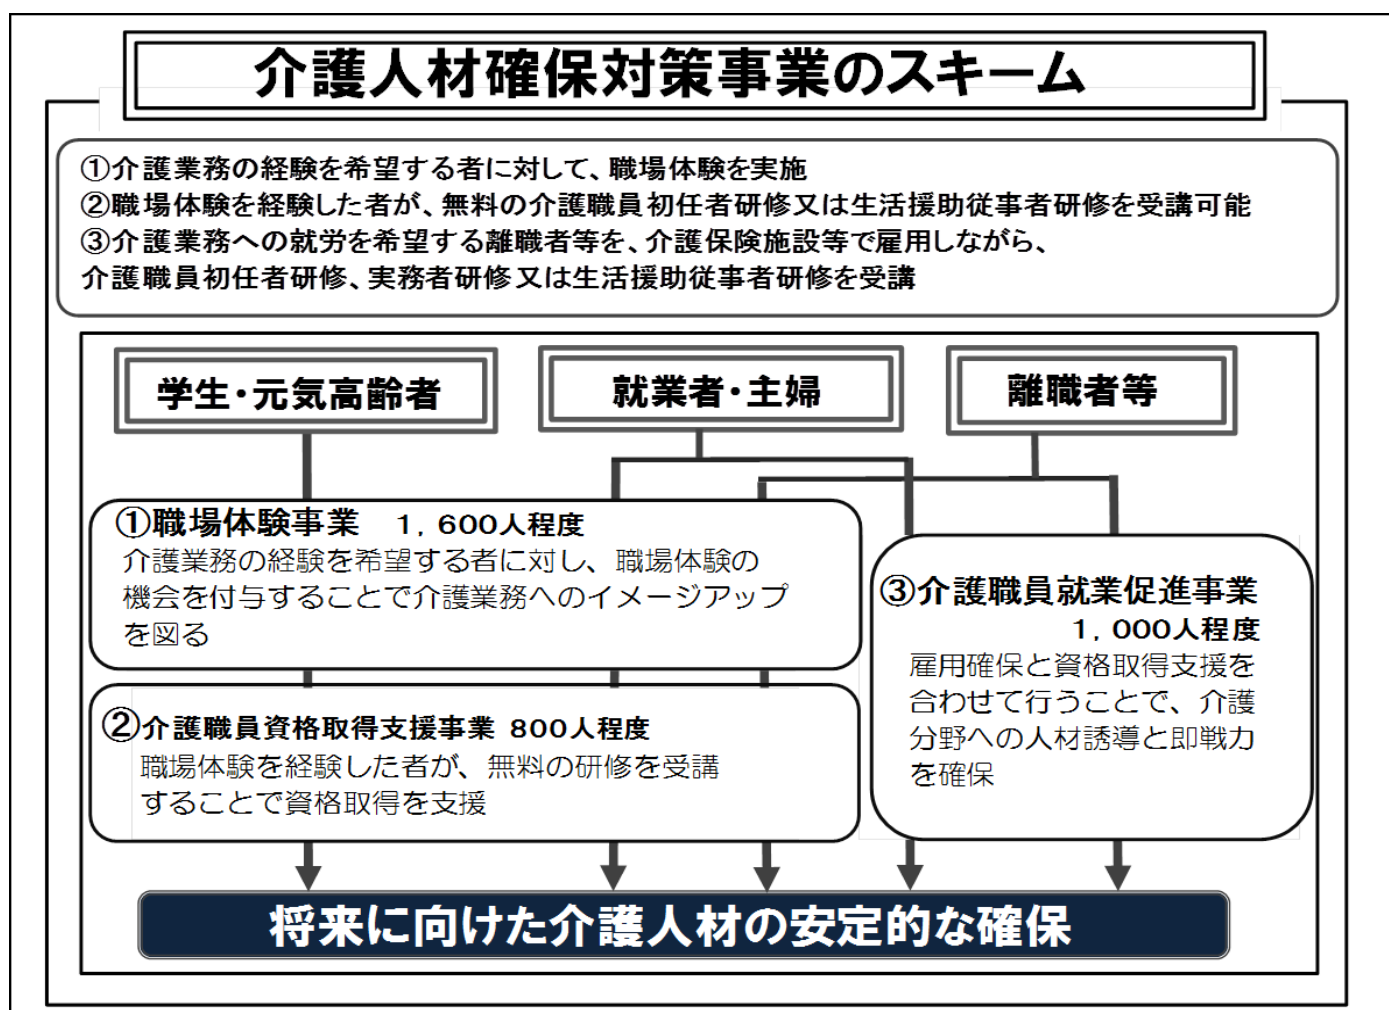 介護人材確保対策事業のスキーム
①介護業務の経験を希望する者に対して、職場体験を実施
②職場体験を経験した者が、無料の介護職員初任者研修又は生活援助従事者研修を受講可能
③介護業務への就労を希望する離職者等を、介護保険施設等で雇用しながら、
介護職員初任者研修、実務者研修又は生活援助従事者研修を受講
学生・元気高齢者
就業者・主婦
離職者等
①職場体験事業 1，600人程度
介護業務の経験を希望する者に対し、職場体験の
機会を付与することで介護業務へのイメージアップ
を図る
②介護職員資格取得支援事業 800人程度
職場体験を経験した者が、無料の研修を受講
することで資格取得を支援
③介護職員就業促進事業
1，000人程度
雇用確保と資格取得支援を
合わせて行うことで、介護
分野への人材誘導と即戦力
を確保
将来に向けた介護人材の安定的な確保